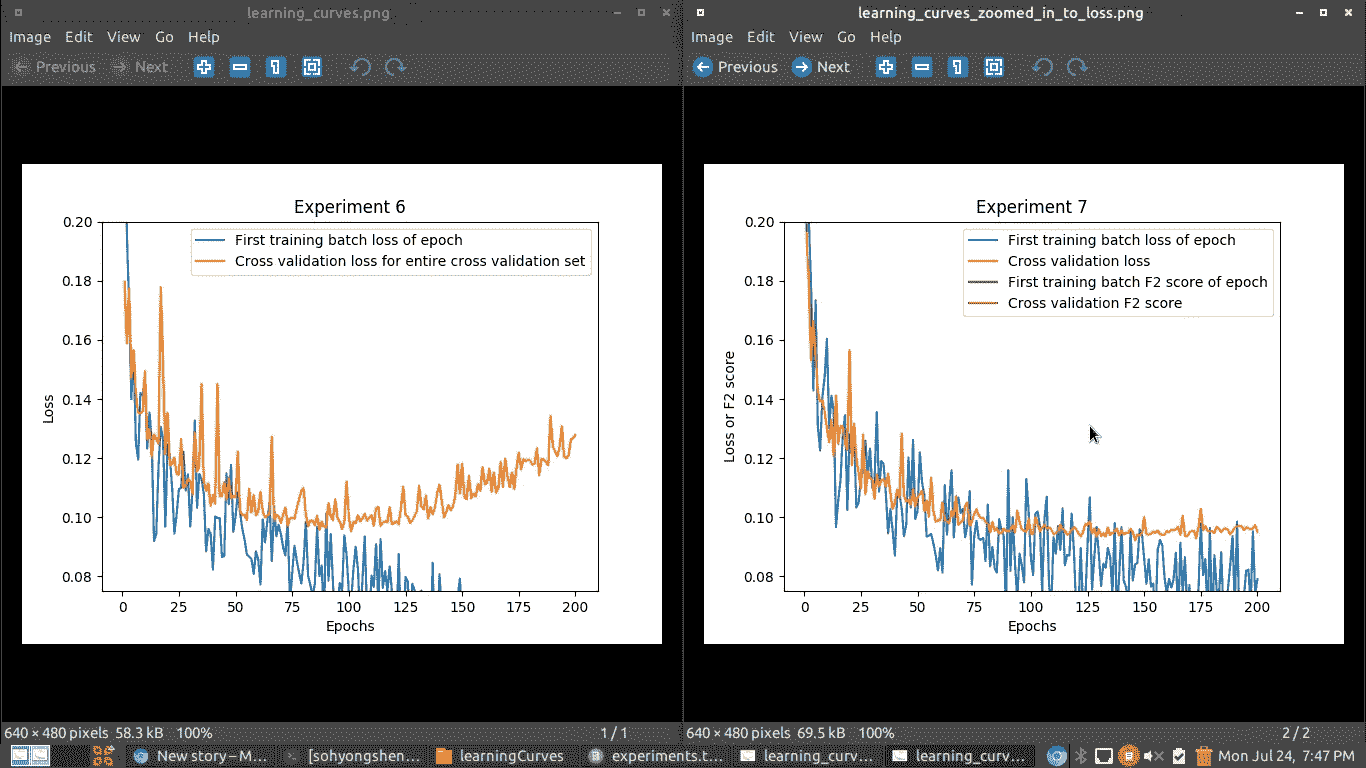 learning_curves.png
Image Edit View Go Help
Previous Next
Experiment 6
First training batch loss of epoch
Cross validation loss for entire cross validation set
0.20
0.18
0.16
0.14
0.12
0.10
0.08
Loss
0 25 50 75 100 125 150 175 200
Epochs
640 × 480 pixels 58.3 kB 100% 1 / 1
learning_curves_zoomed_in_to_loss.png
Image Edit View Go Help
Previous Next
Experiment 7
First training batch loss of epoch
Cross validation loss
First training batch F2 score of epoch
Cross validation F2 score
0.20
0.18
0.16
0.14
0.12
0.10
0.08
Loss or F2 score
0 25 50 75 100 125 150 175 200
Epochs
640 × 480 pixels 69.5 kB 100% 2 / 2
New story – M... [sohyongshen... learningCurves experiments.t... learning_curv... learning_curv... Mon Jul 24, 7:47 PM